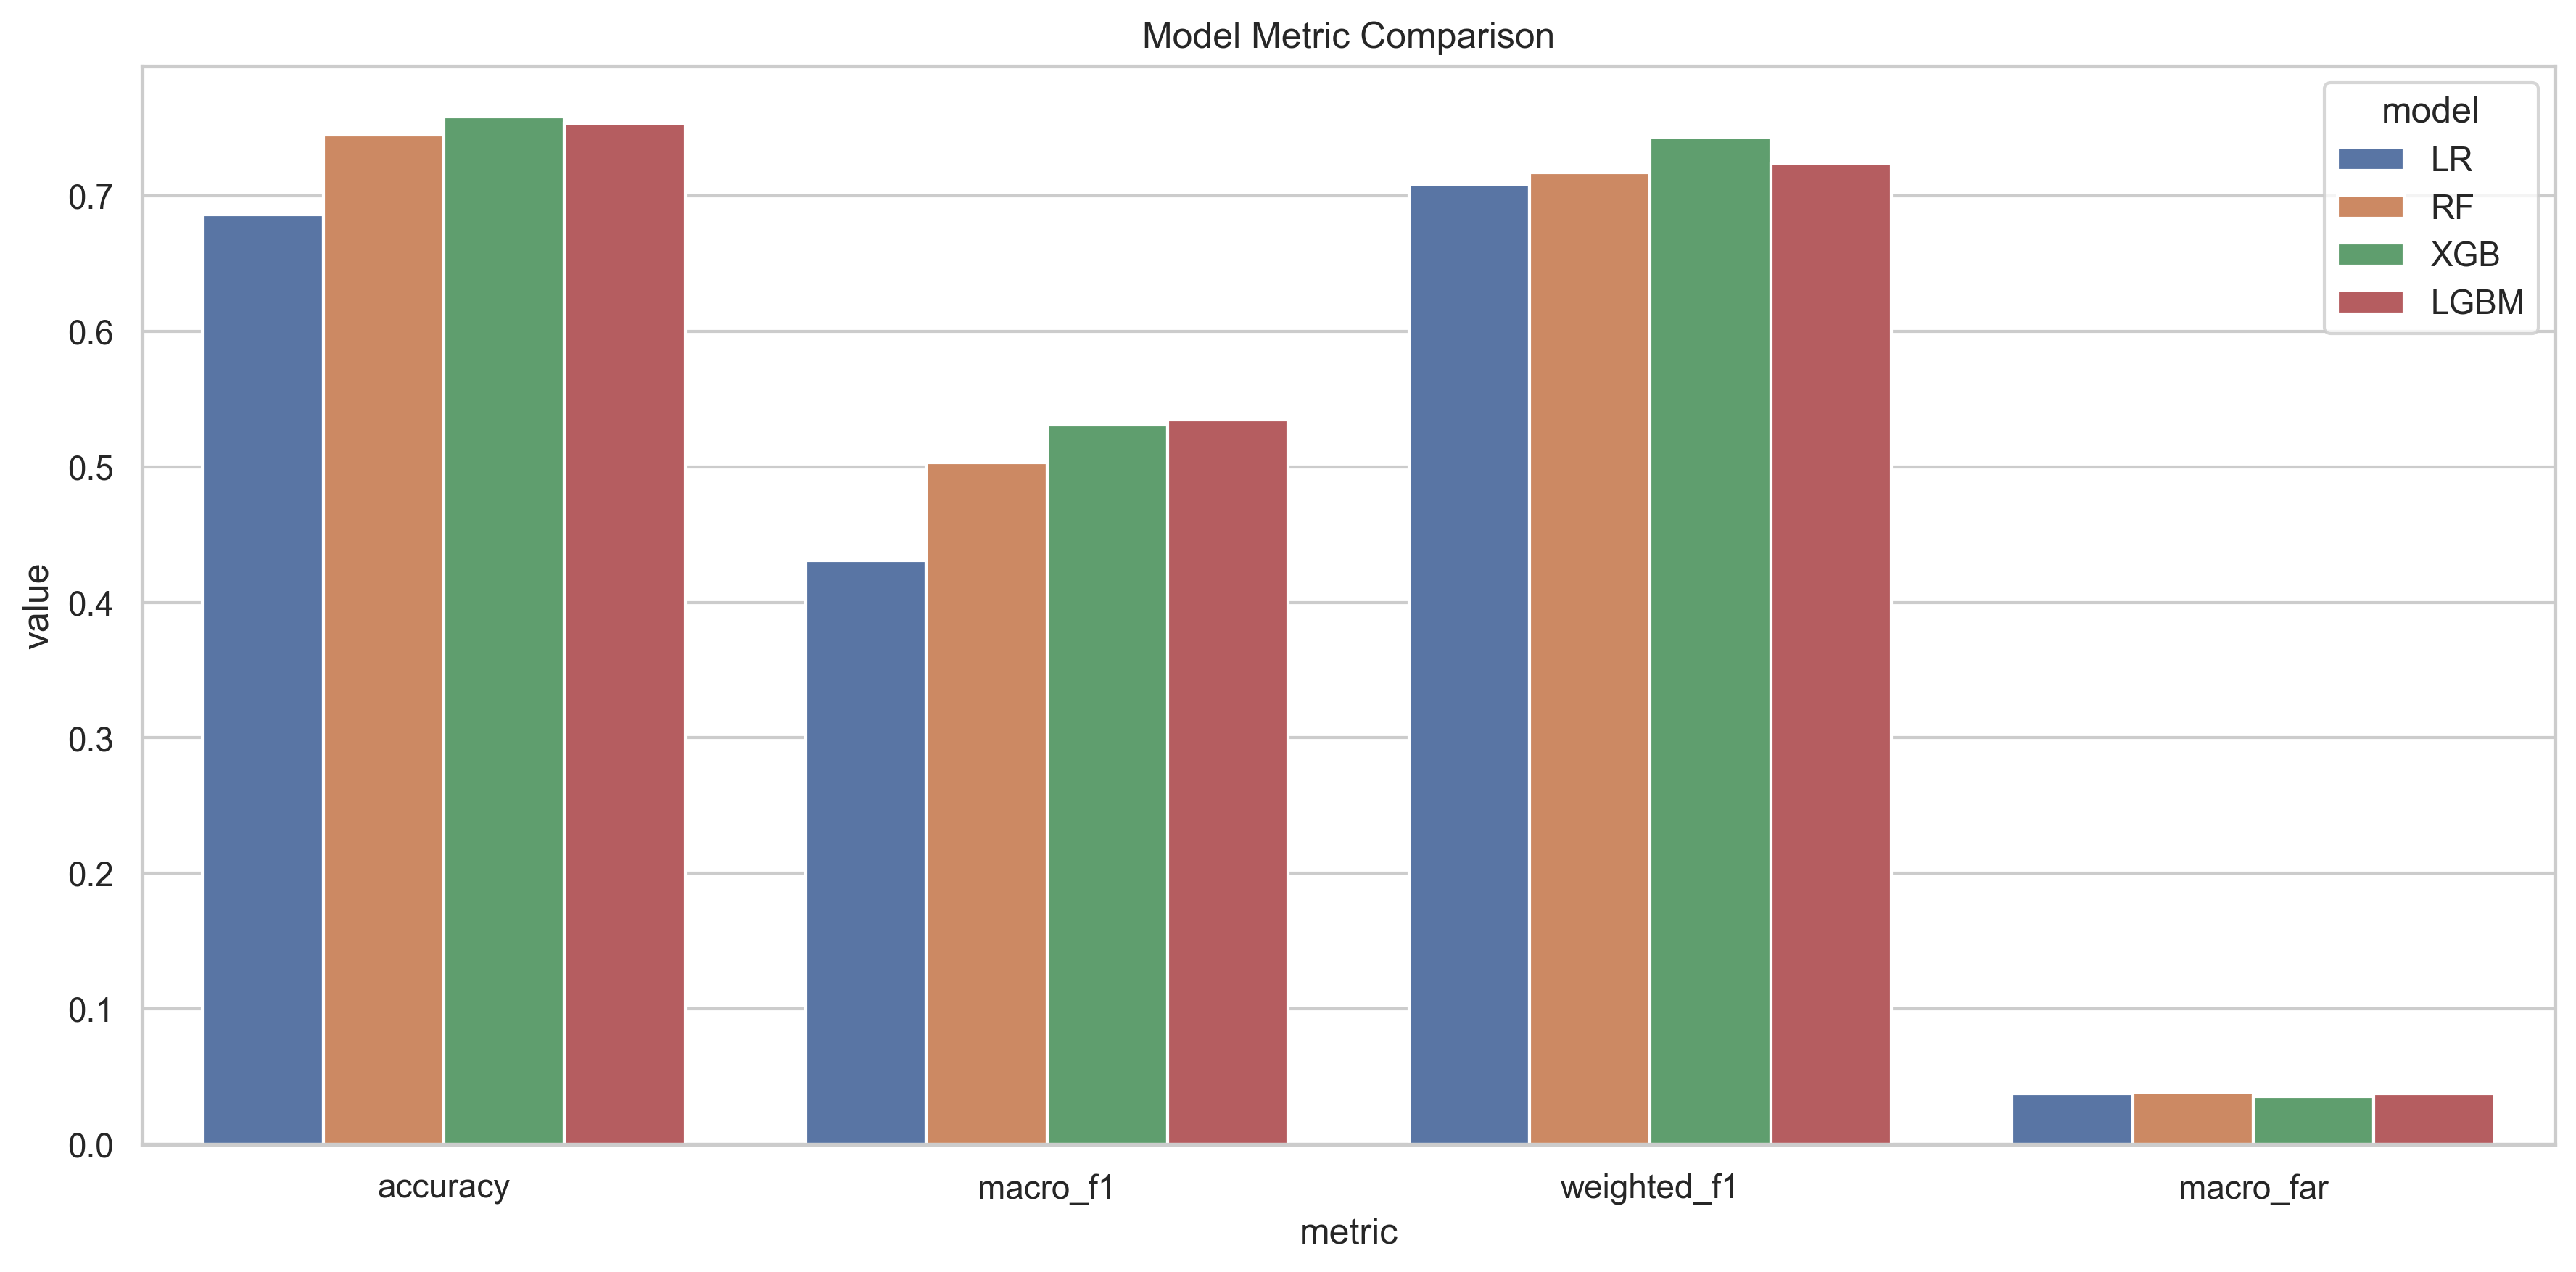 Model Metric Comparison
model
LR
RF
XGB
LGBM
value
0.7
0.6
0.5
0.4
0.3
0.2
0.1
0.0
accuracy
macro_f1
weighted_f1
macro_far
metric